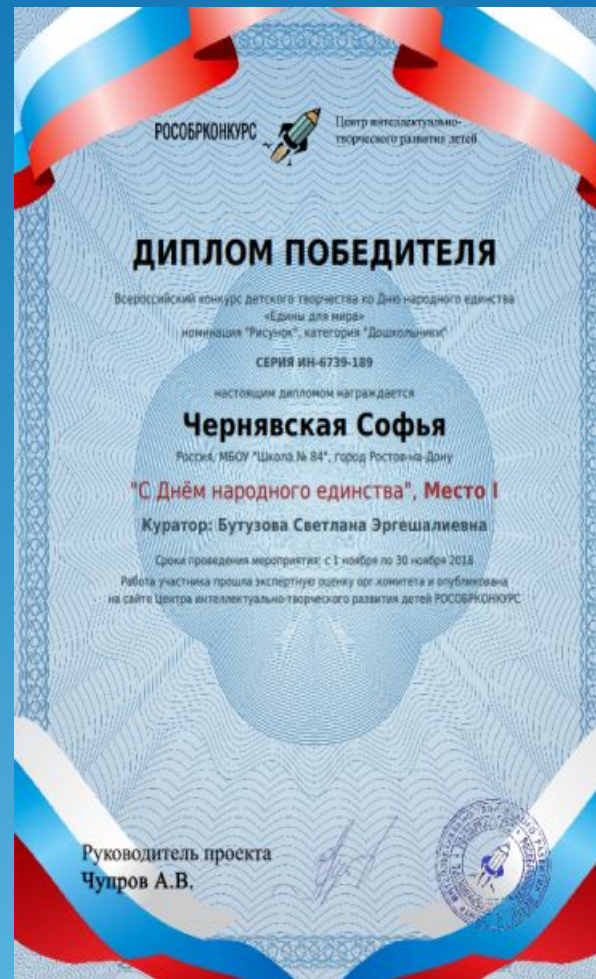 РОСОБРКОНКУРС
Центр интеллектуально-
творческого развития детей
ДИПЛОМ ПОБЕДИТЕЛЯ
Всероссийский конкурс детского творчества ко Дню народного единства
«Едины для мира»
номинация "Рисунок", категория "Дошкольники"
СЕРИЯ ИН-6739-189
настоящим дипломом награждается
Чернявская Софья
Россия, МБОУ "Школа № 84", город Ростов-на-Дону
"С Днём народного единства", Место I
Куратор: Бутузова Светлана Эргешалиевна
Сроки проведения мероприятия: с 1 ноября по 30 ноября 2018
Работа участника прошла экспертную оценку орг.комитета и опубликована
на сайте Центра интеллектуально-творческого развития детей РОСОБРКОНКУРС
Руководитель проекта
Чупров А.В.